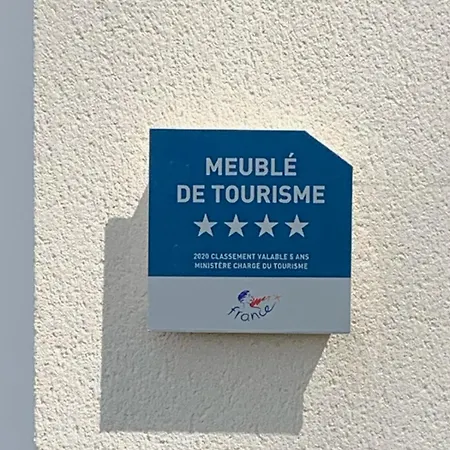 MEUBLÉ
DE TOURISME
2020 CLASSEMENT VALABLE 5 ANS
MINISTÈRE CHARGÉ DU TOURISME
france